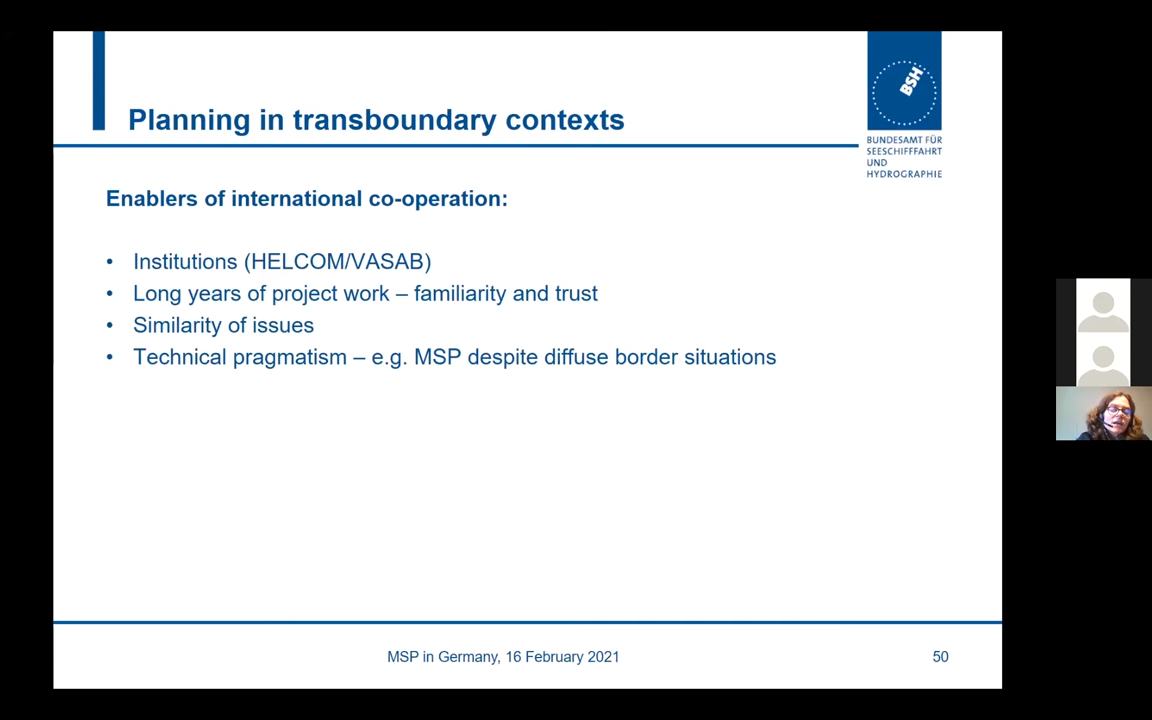 Planning in transboundary contexts
BSH
BUNDESAMT FÜR
SEESCHIFFFAHRT
UND
HYDROGRAPHIE
Enablers of international co-operation:
• Institutions (HELCOM/VASAB)
• Long years of project work – familiarity and trust
• Similarity of issues
• Technical pragmatism – e.g. MSP despite diffuse border situations
MSP in Germany, 16 February 2021
50